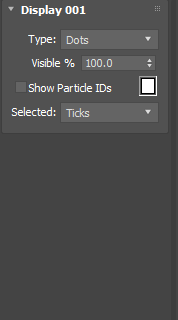 Display 001
Type: Dots
Visible % 100.0
Show Particle IDs
Selected: Ticks